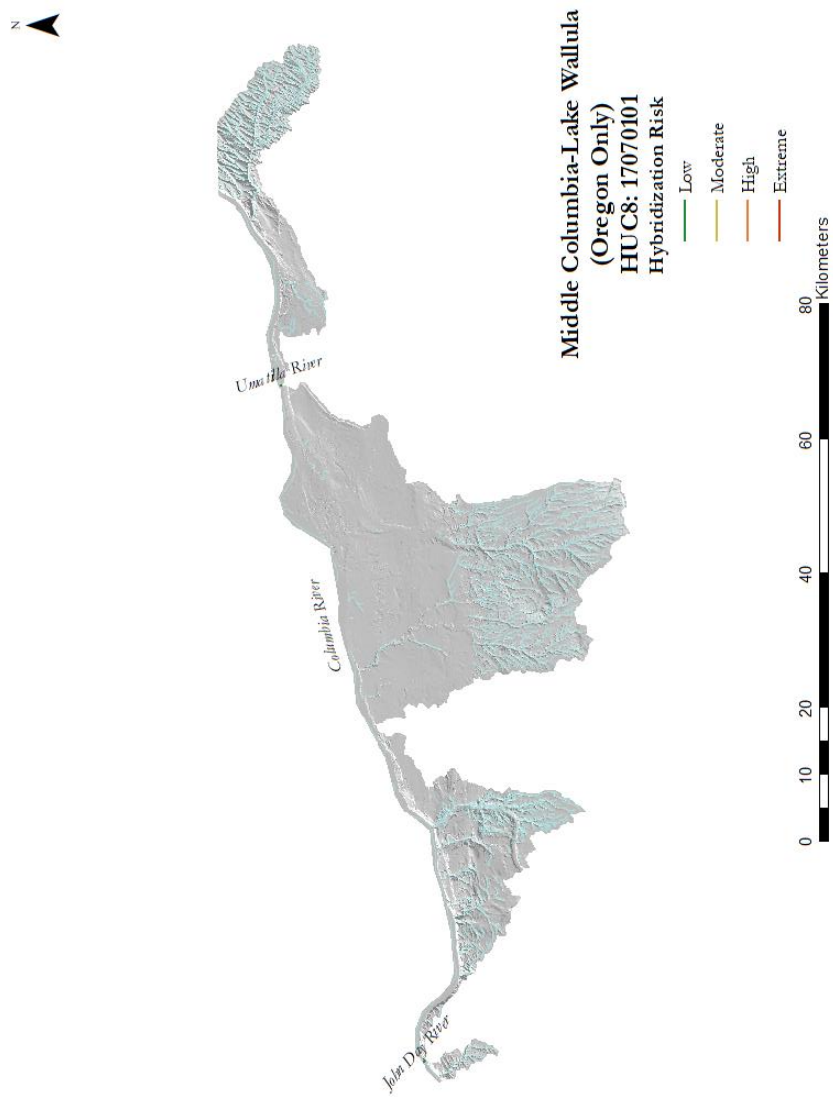 N
Umatilla River
Columbia River
John Day River
Middle Columbia-Lake Wallula
(Oregon Only)
HUC8: 17070101
Hybridization Risk
Low
Moderate
High
Extreme
0 10 20 40 60 80
Kilometers